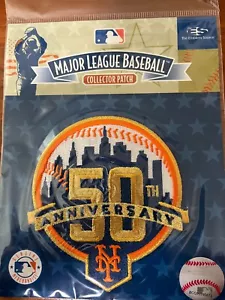 MAJOR LEAGUE BASEBALL
COLLECTOR PATCH
50TH
ANNIVERSARY
NY